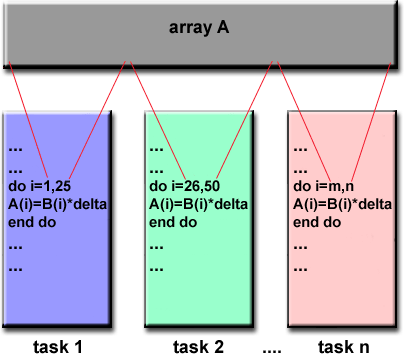 array A
...
...
do i=1,25
A(i)=B(i)*delta
end do
...
...
...
...
do i=26,50
A(i)=B(i)*delta
end do
...
...
...
...
do i=m,n
A(i)=B(i)*delta
end do
...
...
task 1 task 2 .... task n